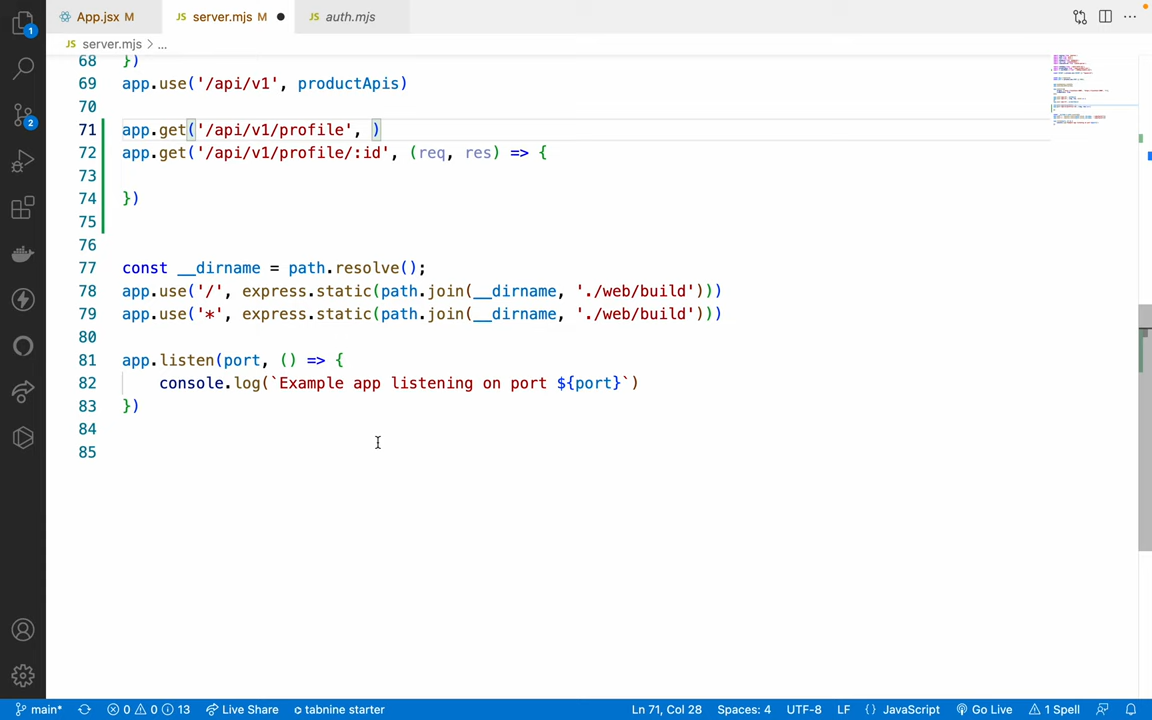 App.jsx M
JS server.mjs M
JS auth.mjs
JS server.mjs > ...
68 })
69 app.use('/api/v1', productApis)
70
71 app.get('/api/v1/profile', )
72 app.get('/api/v1/profile/:id', (req, res) => {
73
74 })
75
76
77 const __dirname = path.resolve();
78 app.use('/', express.static(path.join(__dirname, './web/build')))
79 app.use('*', express.static(path.join(__dirname, './web/build')))
80
81 app.listen(port, () => {
82 console.log(`Example app listening on port ${port}`)
83 })
84
85
1
2
main* 0 0 13 Live Share tabnine starter Ln 71, Col 28 Spaces: 4 UTF-8 LF {} JavaScript Go Live 1 Spell